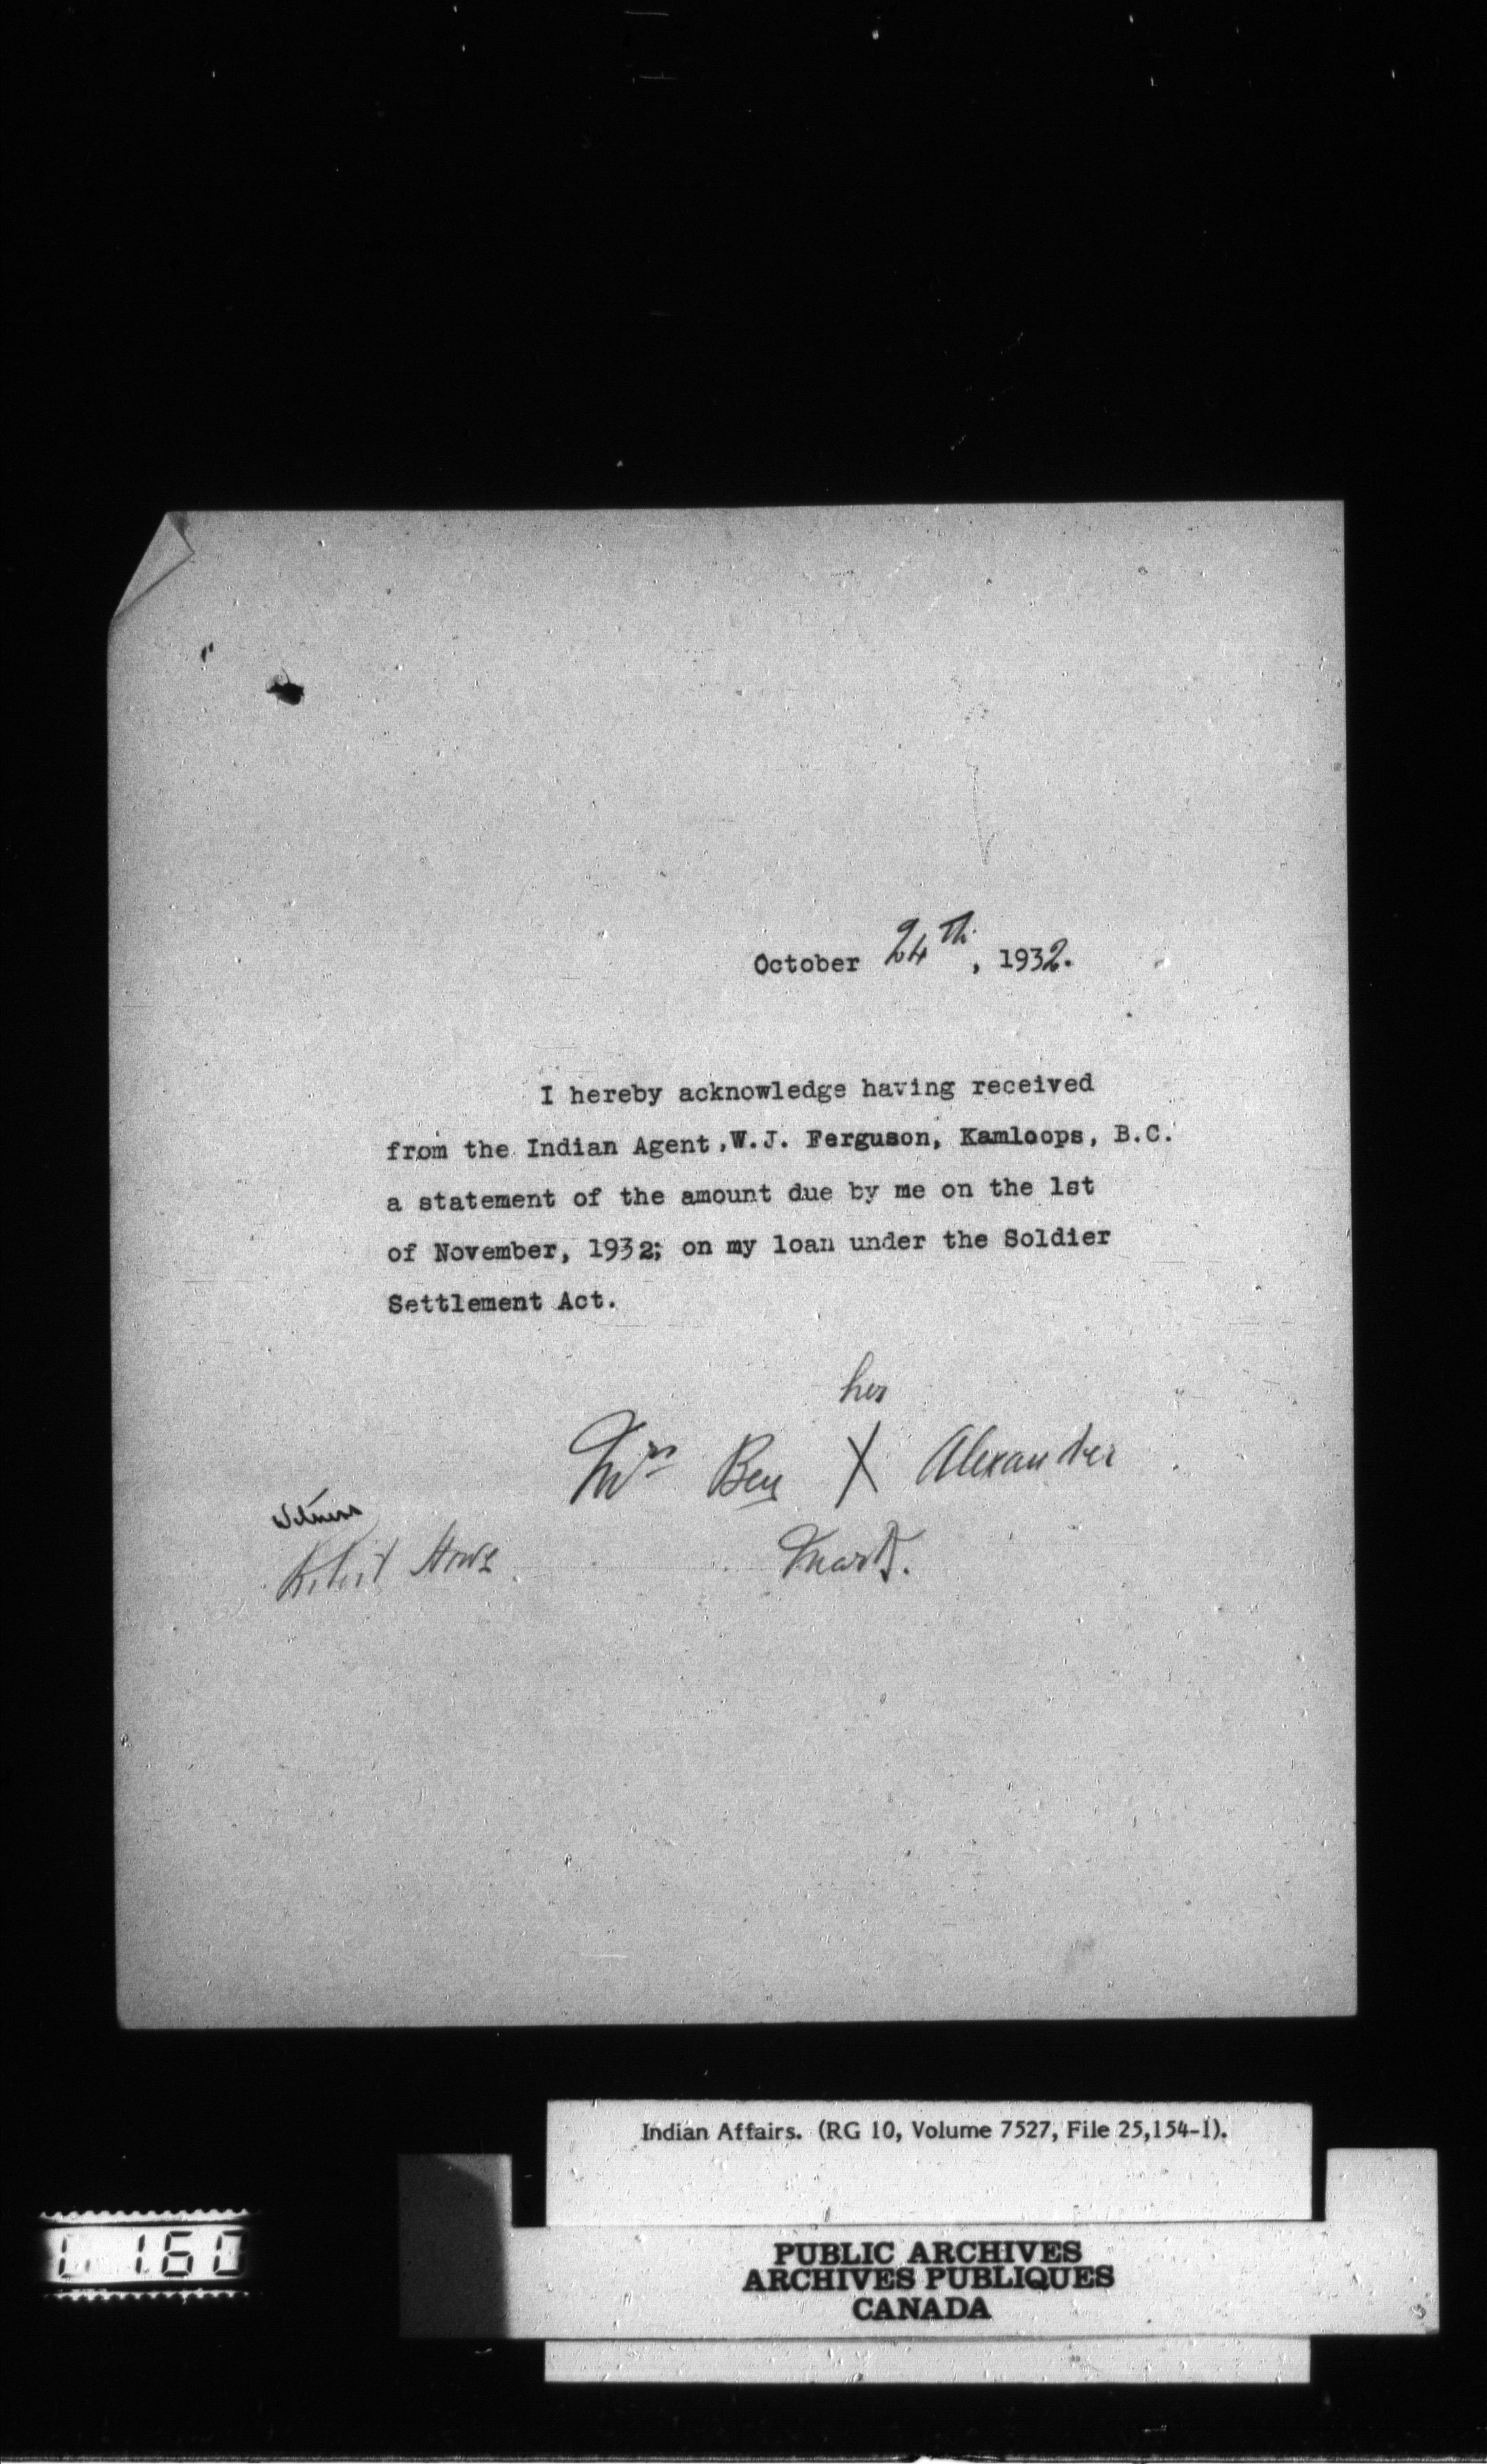 October 24th, 1932.
I hereby acknowledge having received
from the Indian Agent, W.J. Ferguson, Kamloops, B.C.
a statement of the amount due by me on the 1st
of November, 1932; on my loan under the Soldier
Settlement Act.
her
Mrs Ben X Alexander
Witness
Mark.
Indian Affairs. (RG 10, Volume 7527, File 25,154-1).
PUBLIC ARCHIVES
ARCHIVES PUBLIQUES
CANADA